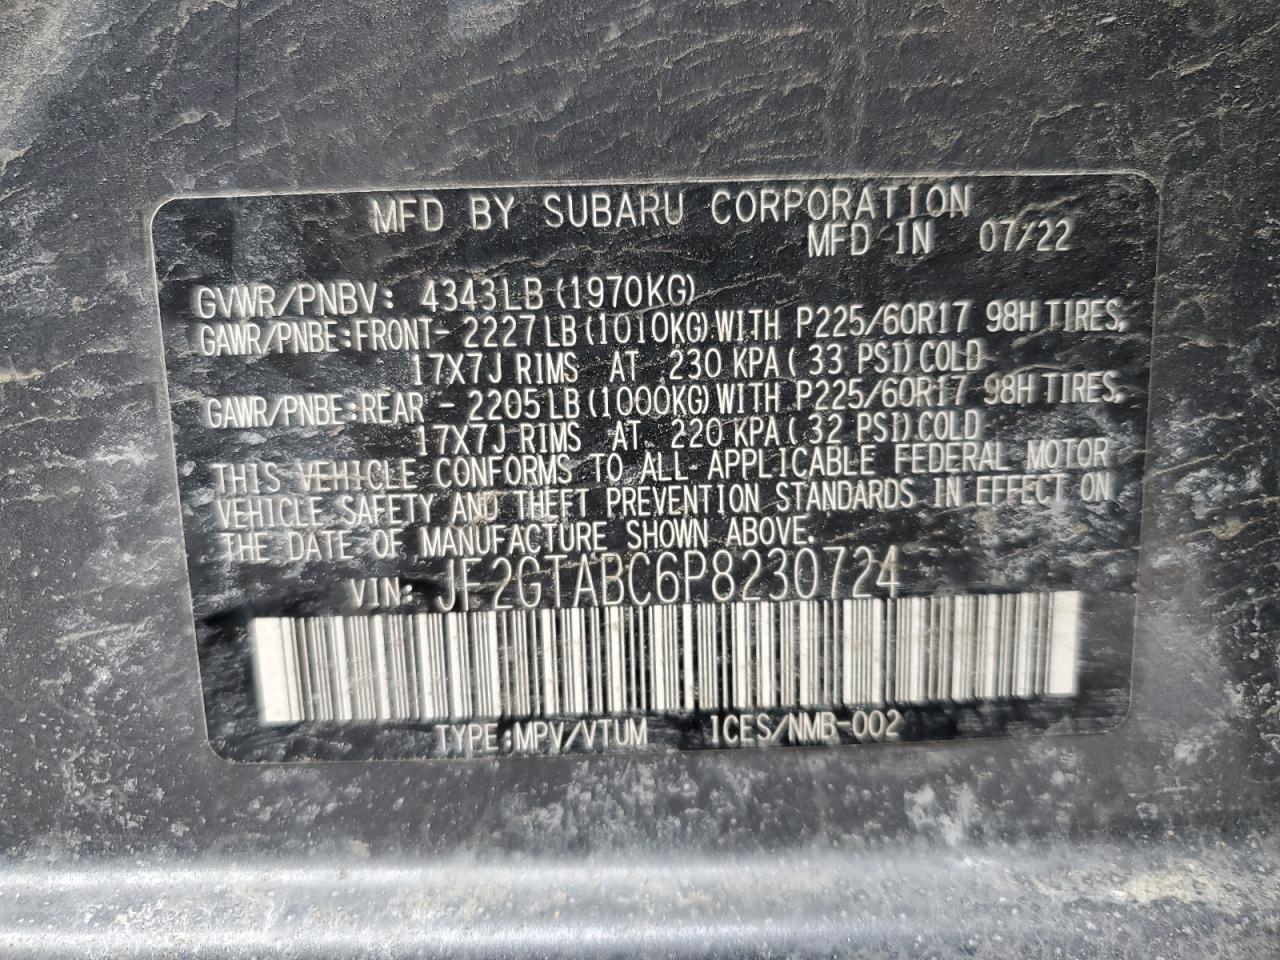 MFD BY SUBARU CORPORATION
MFD IN 07/22
GVWR/PNBV: 4343LB(1970KG)
GAWR/PNBE:FRONT-2227LB(1010KG)WITH P225/60R17 98H TIRES,
17X7J RIMS AT 230 KPA(33 PSI)COLD
GAWR/PNBE:REAR -2205LB(1000KG)WITH P225/60R17 98H TIRES,
17X7J RIMS AT 220 KPA(32 PSI)COLD
THIS VEHICLE CONFORMS TO ALL APPLICABLE FEDERAL MOTOR
VEHICLE SAFETY AND THEFT PREVENTION STANDARDS IN EFFECT ON
THE DATE OF MANUFACTURE SHOWN ABOVE.
VIN: JF2GTABC6P8230724
TYPE:MPV/VTUM ICES/NMB-002